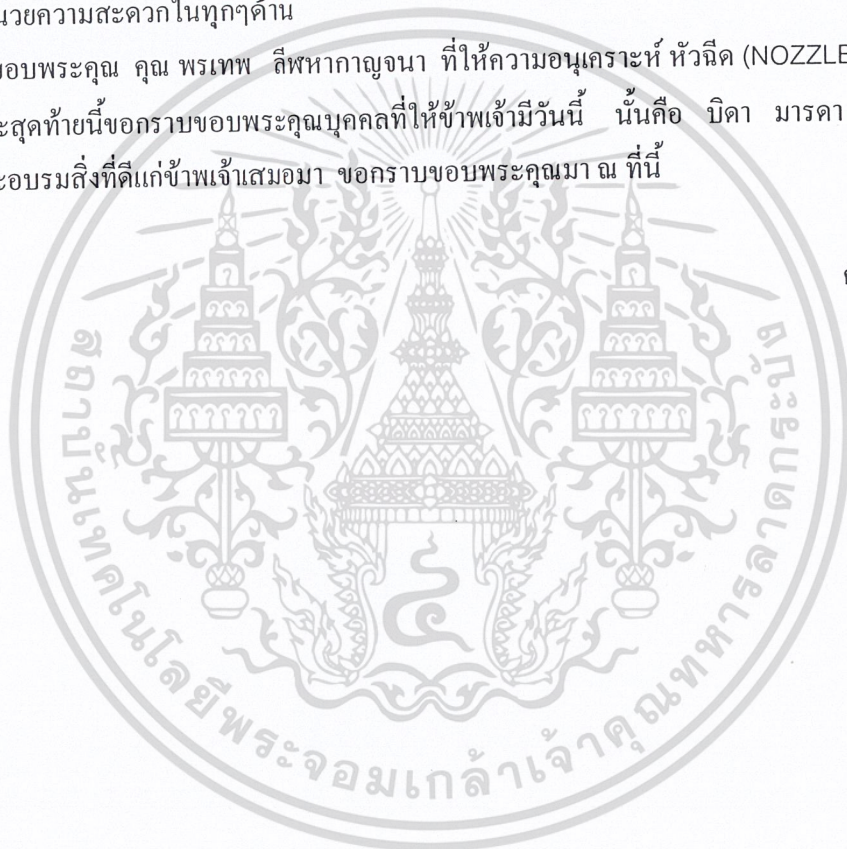 นวยความสะดวกในทุกๆด้าน
ขอบพระคุณ คุณ พรเทพ ลีฬหากาญจนา ที่ให้ความอนุเคราะห์ หัวฉีด (NOZZLE
ะสุดท้ายนี้ขอกราบขอบพระคุณบุคคลที่ให้ข้าพเจ้ามีวันนี้ นั้นคือ บิดา มารดา
ะอบรมสิ่งที่ดีแก่ข้าพเจ้าเสมอมา ขอกราบขอบพระคุณมา ณ ที่นี้
สถาบันเทคโนโลยีพระจอมเกล้าเจ้าคุณทหารลาดกระบัง